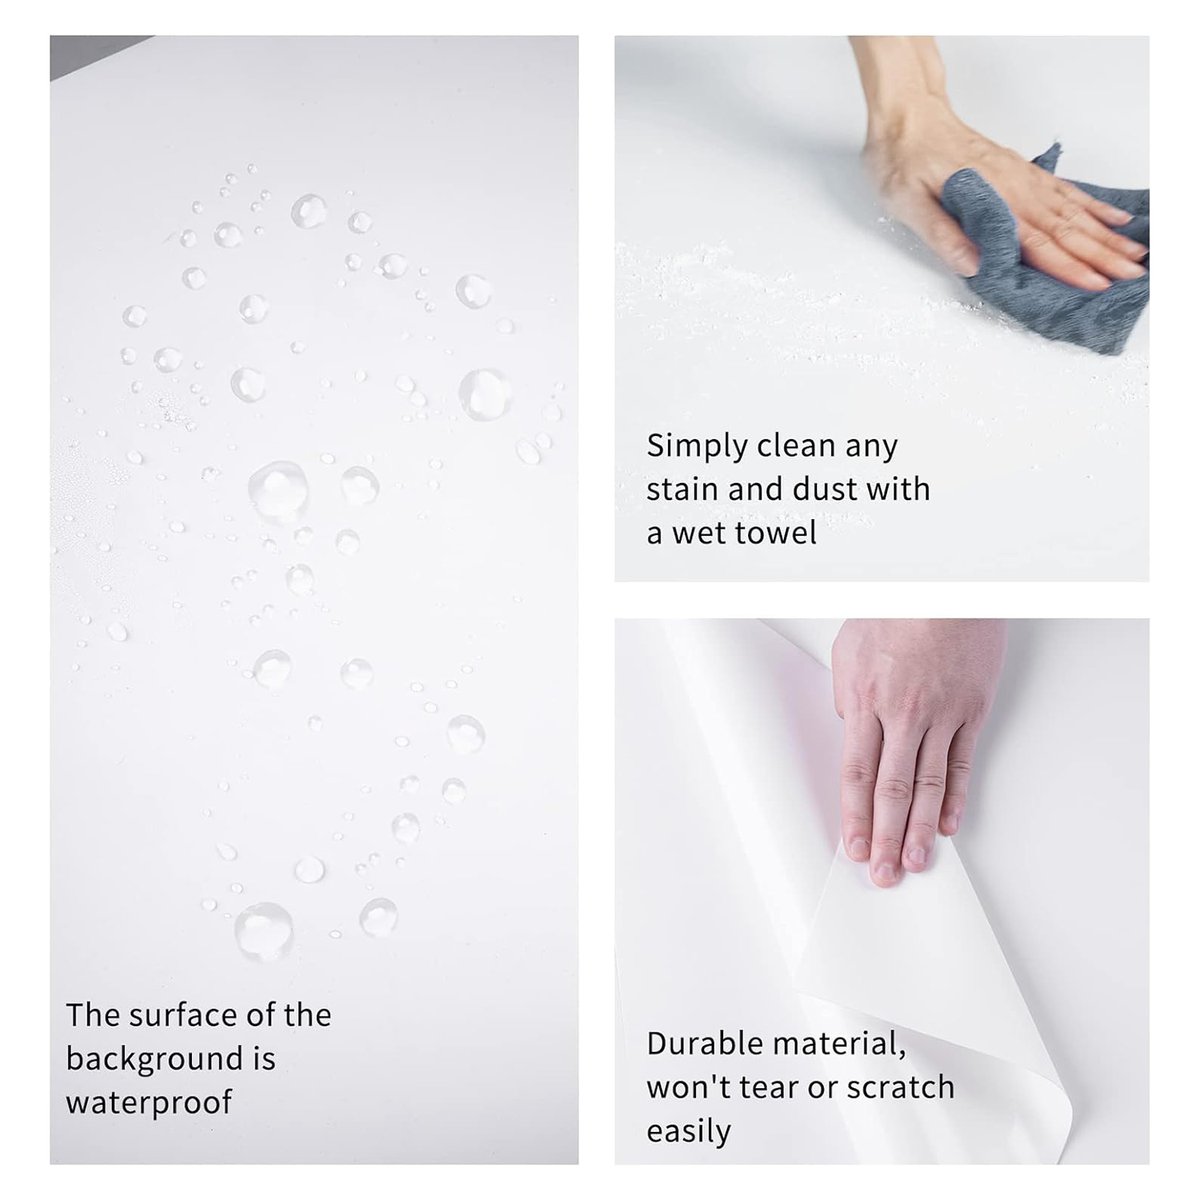 The surface of the
background is
waterproof
Simply clean any
stain and dust with
a wet towel
Durable material,
won't tear or scratch
easily